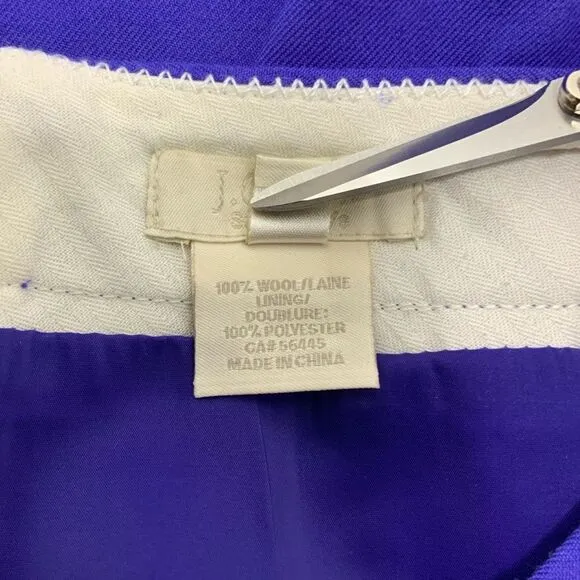 100% WOOL/LAINE
LINING/
DOUBLURE:
100% POLYESTER
CA# 56445
MADE IN CHINA